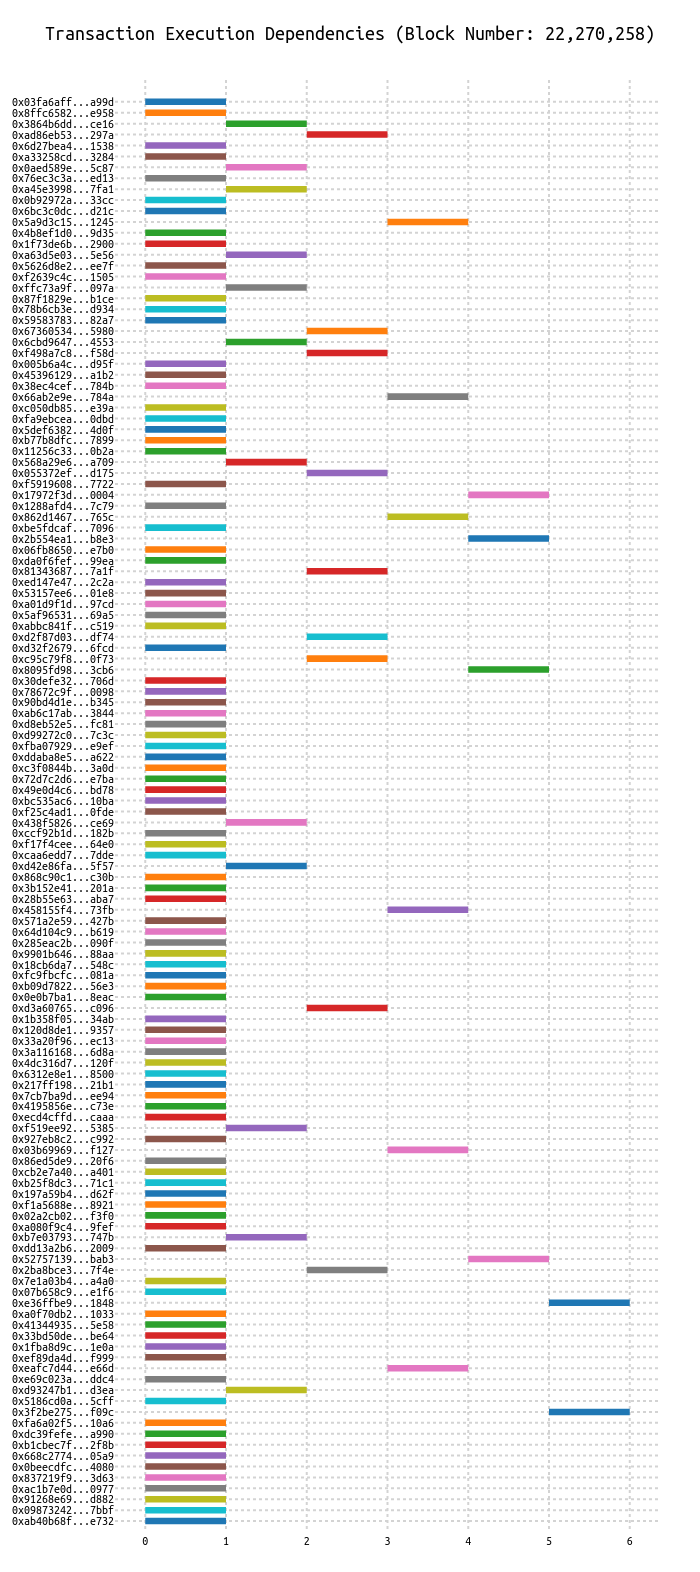 Transaction Execution Dependencies (Block Number: 22,270,258)
0x03fa6aff...a99d
0x8ffc6582...e958
0x3864b6dd...ce16
0xad86eb53...297a
0x6d27bea4...1538
0xa33258cd...3284
0x0aed589e...5c87
0x76ec3c3a...ed13
0xa45e3998...7fa1
0x0b92972a...33cc
0x6bc3c0dc...d21c
0x5a9d3c15...1245
0x4b8ef1d0...9d35
0x1f73de6b...2900
0xa63d5e03...5e56
0x5626d8e2...ee7f
0xf2639c4c...1505
0xffc73a9f...097a
0x87f1829e...b1ce
0x78b6cb3e...d934
0x59583783...82a7
0x67360534...5980
0x6cbd9647...4553
0xf498a7c8...f58d
0x005b6a4c...d95f
0x45396129...a1b2
0x38ec4cef...784b
0x66ab2e9e...784a
0xc050db85...e39a
0xfa9ebcea...0dbd
0x5def6382...4d0f
0xb77b8dfc...7899
0x11256c33...0b2a
0x568a29e6...a709
0x055372ef...d175
0xf5919608...7722
0x17972f3d...0004
0x1288afd4...7c79
0x862d1467...765c
0xbe5fdcaf...7096
0x2b554ea1...b8e3
0x06fb8650...e7b0
0xda0f6fef...99ea
0x81343687...7a1f
0xed147e47...2c2a
0x53157ee6...01e8
0xa01d9f1d...97cd
0x5af96531...69a5
0xabbc841f...c519
0xd2f87d03...df74
0xd32f2679...6fcd
0xc95c79f8...0f73
0x8095fd98...3cb6
0x30defe32...706d
0x78672c9f...0098
0x90bd4d1e...b345
0xab6c17ab...3844
0xd8eb52e5...fc81
0xd99272c0...7c3c
0xfba07929...e9ef
0xddaba8e5...a622
0xc3f0844b...3a0d
0x72d7c2d6...e7ba
0x49e0d4c6...bd78
0xbc535ac6...10ba
0xf25c4ad1...0fde
0x438f5826...ce69
0xccf92b1d...182b
0xf17f4cee...64e0
0xcaa6edd7...7dde
0xd42e86fa...5f57
0x868c90c1...c30b
0x3b152e41...201a
0x28b55e63...aba7
0x458155f4...73fb
0x571a2e59...427b
0x64d104c9...b619
0x285eac2b...090f
0x9901b646...88aa
0x18cb6da7...548c
0xfc9fbcfc...081a
0xb09d7822...56e3
0x0e0b7ba1...8eac
0xd3a60765...c096
0x1b358f05...34ab
0x120d8de1...9357
0x33a20f96...ec13
0x3a116168...6d8a
0x4dc316d7...120f
0x6312e8e1...8500
0x217ff198...21b1
0x7cb7ba9d...ee94
0x4195856e...c73e
0xecd4cffd...caaa
0xf519ee92...5385
0x927eb8c2...c992
0x03b69969...f127
0x86ed5de9...20f6
0xcb2e7a40...a401
0xb25f8dc3...71c1
0x197a59b4...d62f
0xf1a5688e...8921
0x02a2cb02...f3f0
0xa080f9c4...9fef
0xb7e03793...747b
0xdd13a2b6...2009
0x52757139...bab3
0x2ba8bce3...7f4e
0x7e1a03b4...a4a0
0x07b658c9...e1f6
0xe36ffbe9...1848
0xa0f70db2...1033
0x41344935...5e58
0x33bd50de...be64
0x1fba8d9c...1e0a
0xef89da4d...f999
0xeafc7d44...e66d
0xe69c023a...ddc4
0xd93247b1...d3ea
0x5186cd0a...5cff
0x3f2be275...f09c
0xfa6a02f5...10a6
0xdc39fefe...a990
0xb1cbec7f...2f8b
0x668c2774...05a9
0x0beecdfc...4080
0x837219f9...3d63
0xac1b7e0d...0977
0x91268e69...d882
0x09873242...7bbf
0xab40b68f...e732
0 1 2 3 4 5 6